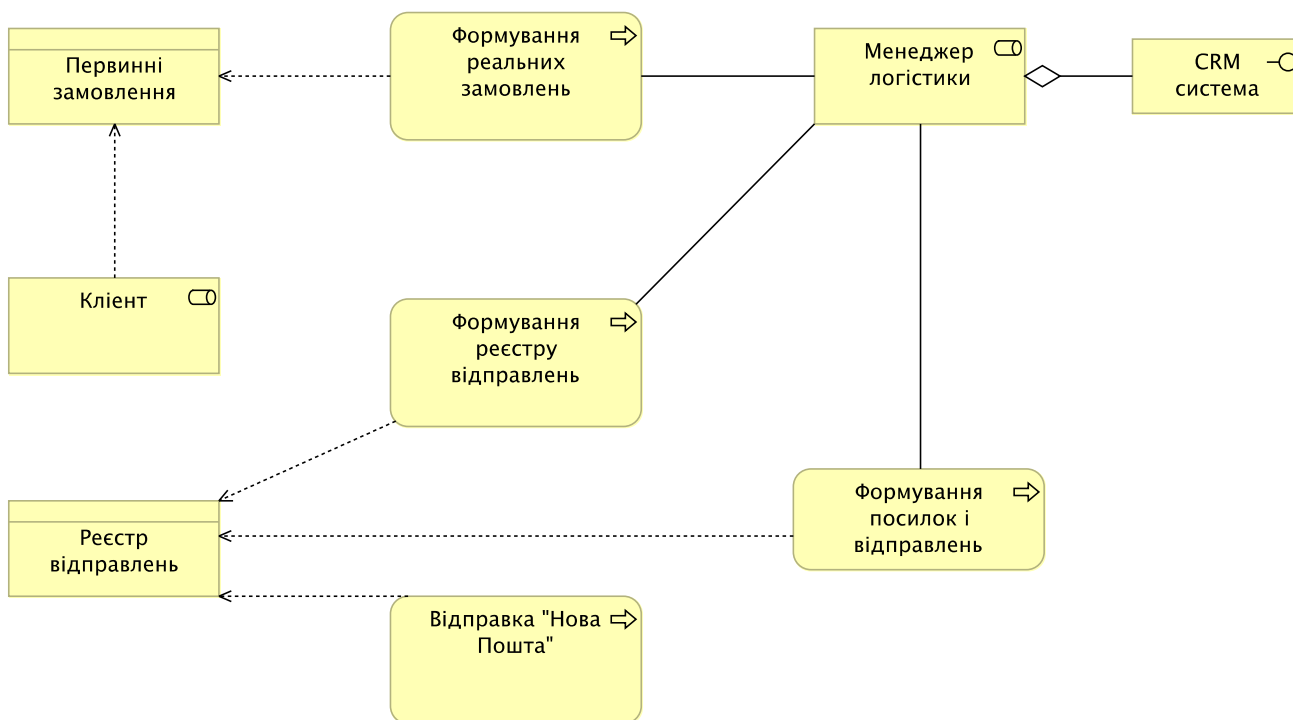 Первинні
замовлення
Формування
реальних
замовлень
Менеджер
логістики
CRM
система
Клієнт
Формування
реєстру
відправлень
Реєстр
відправлень
Формування
посилок і
відправлень
Відправка "Нова
Пошта"